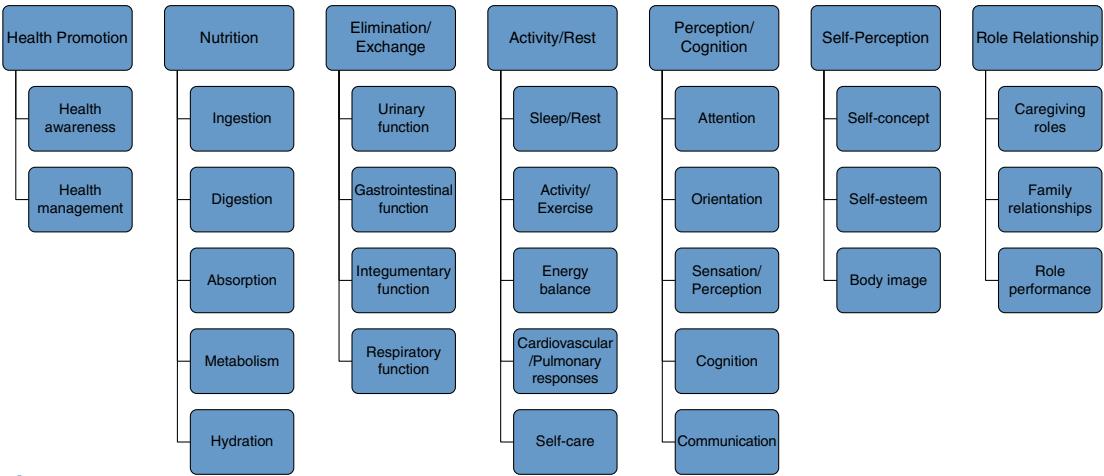 Health Promotion
Health
awareness
Health
management
Nutrition
Ingestion
Digestion
Absorption
Metabolism
Hydration
Elimination/
Exchange
Urinary
function
Gastrointestinal
function
Integumentary
function
Respiratory
function
Activity/Rest
Sleep/Rest
Activity/
Exercise
Energy
balance
Cardiovascular
/Pulmonary
responses
Self-care
Perception/
Cognition
Attention
Orientation
Sensation/
Perception
Cognition
Communication
Self-Perception
Self-concept
Self-esteem
Body image
Role Relationship
Caregiving
roles
Family
relationships
Role
performance